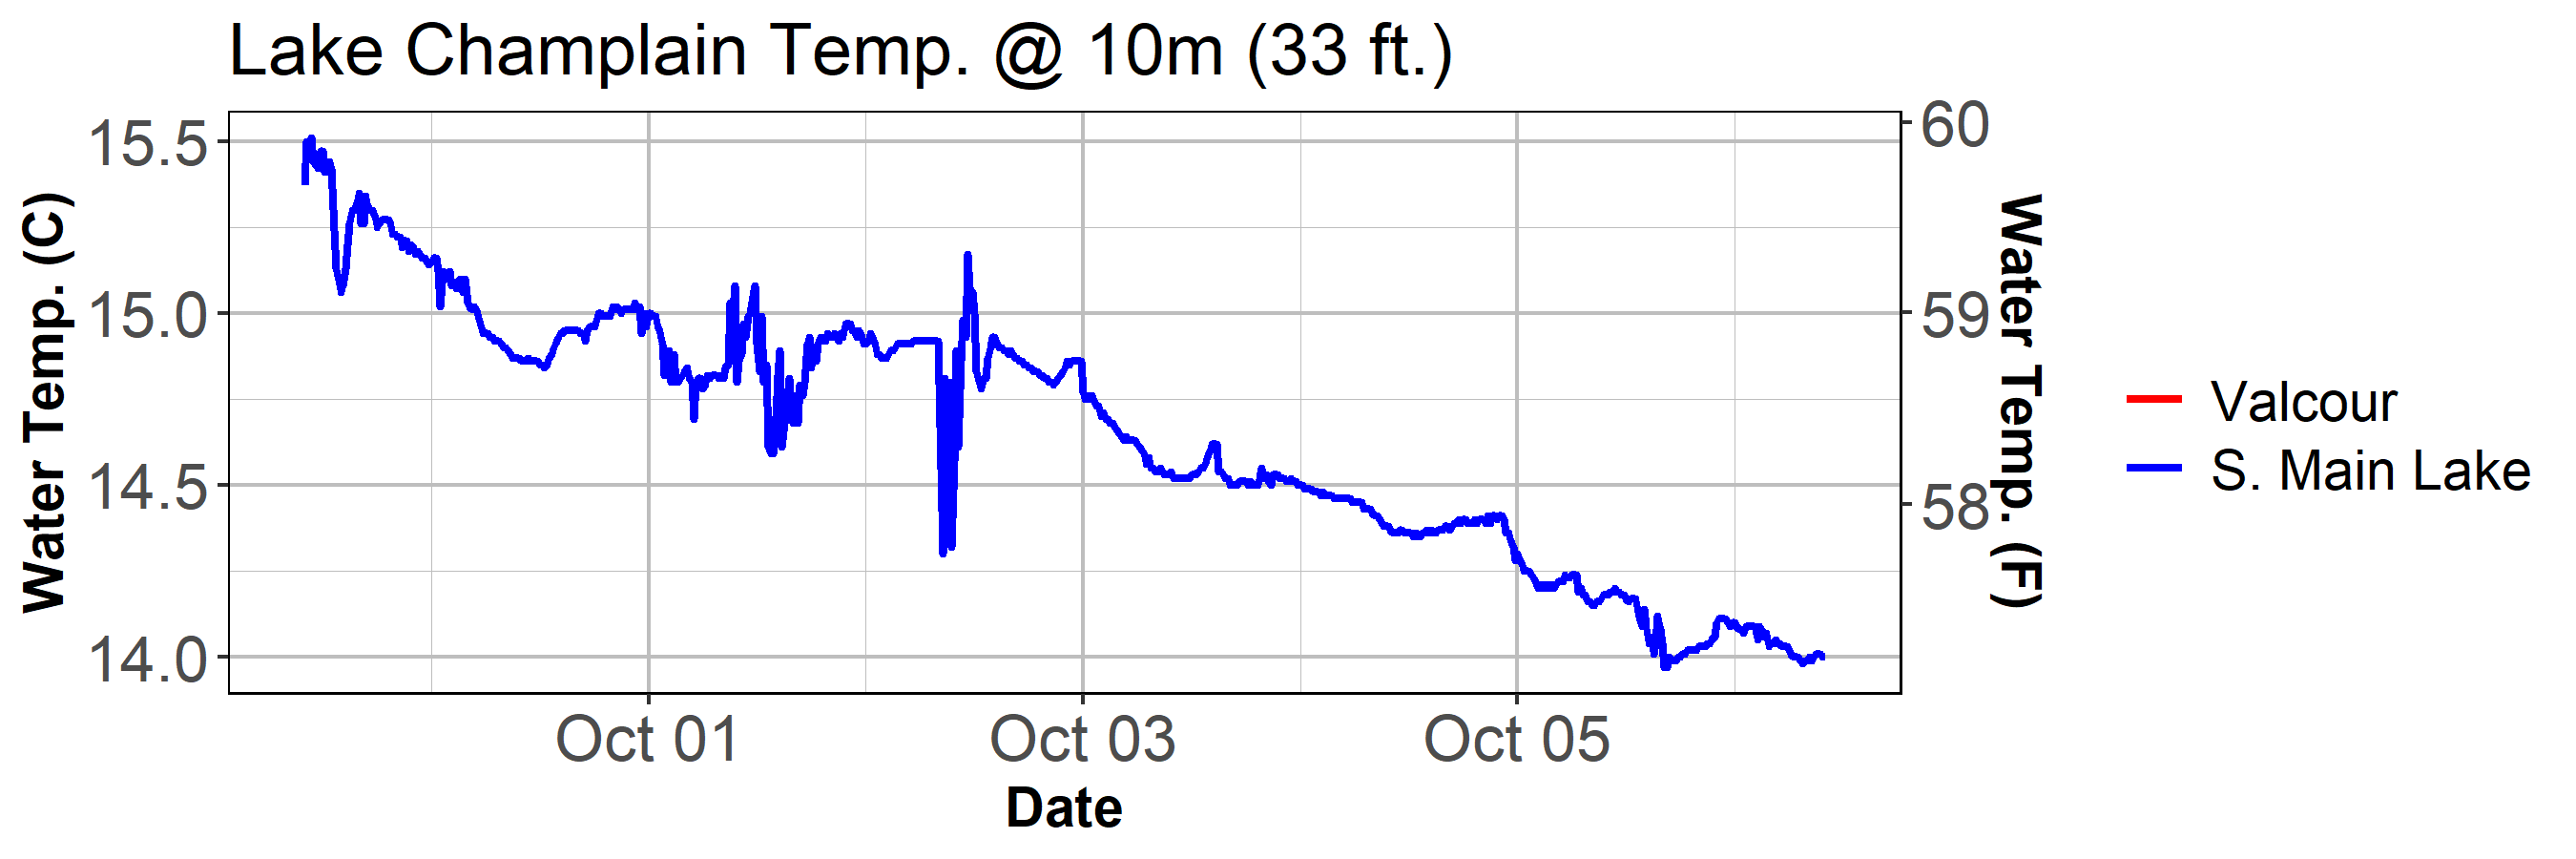 Lake Champlain Temp. @ 10m (33 ft.)
Water Temp. (C)
15.5
15.0
14.5
14.0
60
59
58
Water Temp. (F)
Oct 01
Oct 03
Oct 05
Date
Valcour
S. Main Lake